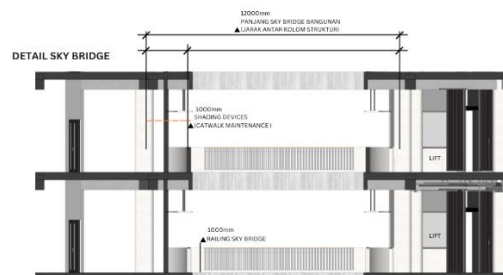 12000mm
PANJANG SKY BRIDGE BANGUNAN
(JARAK ANTAR KOLOM STRUKTUR)
DETAIL SKY BRIDGE
1000mm
SHADING DEVICES
(CATWALK MAINTENANCE)
LIFT
1000mm
RAILING SKY BRIDGE
LIFT